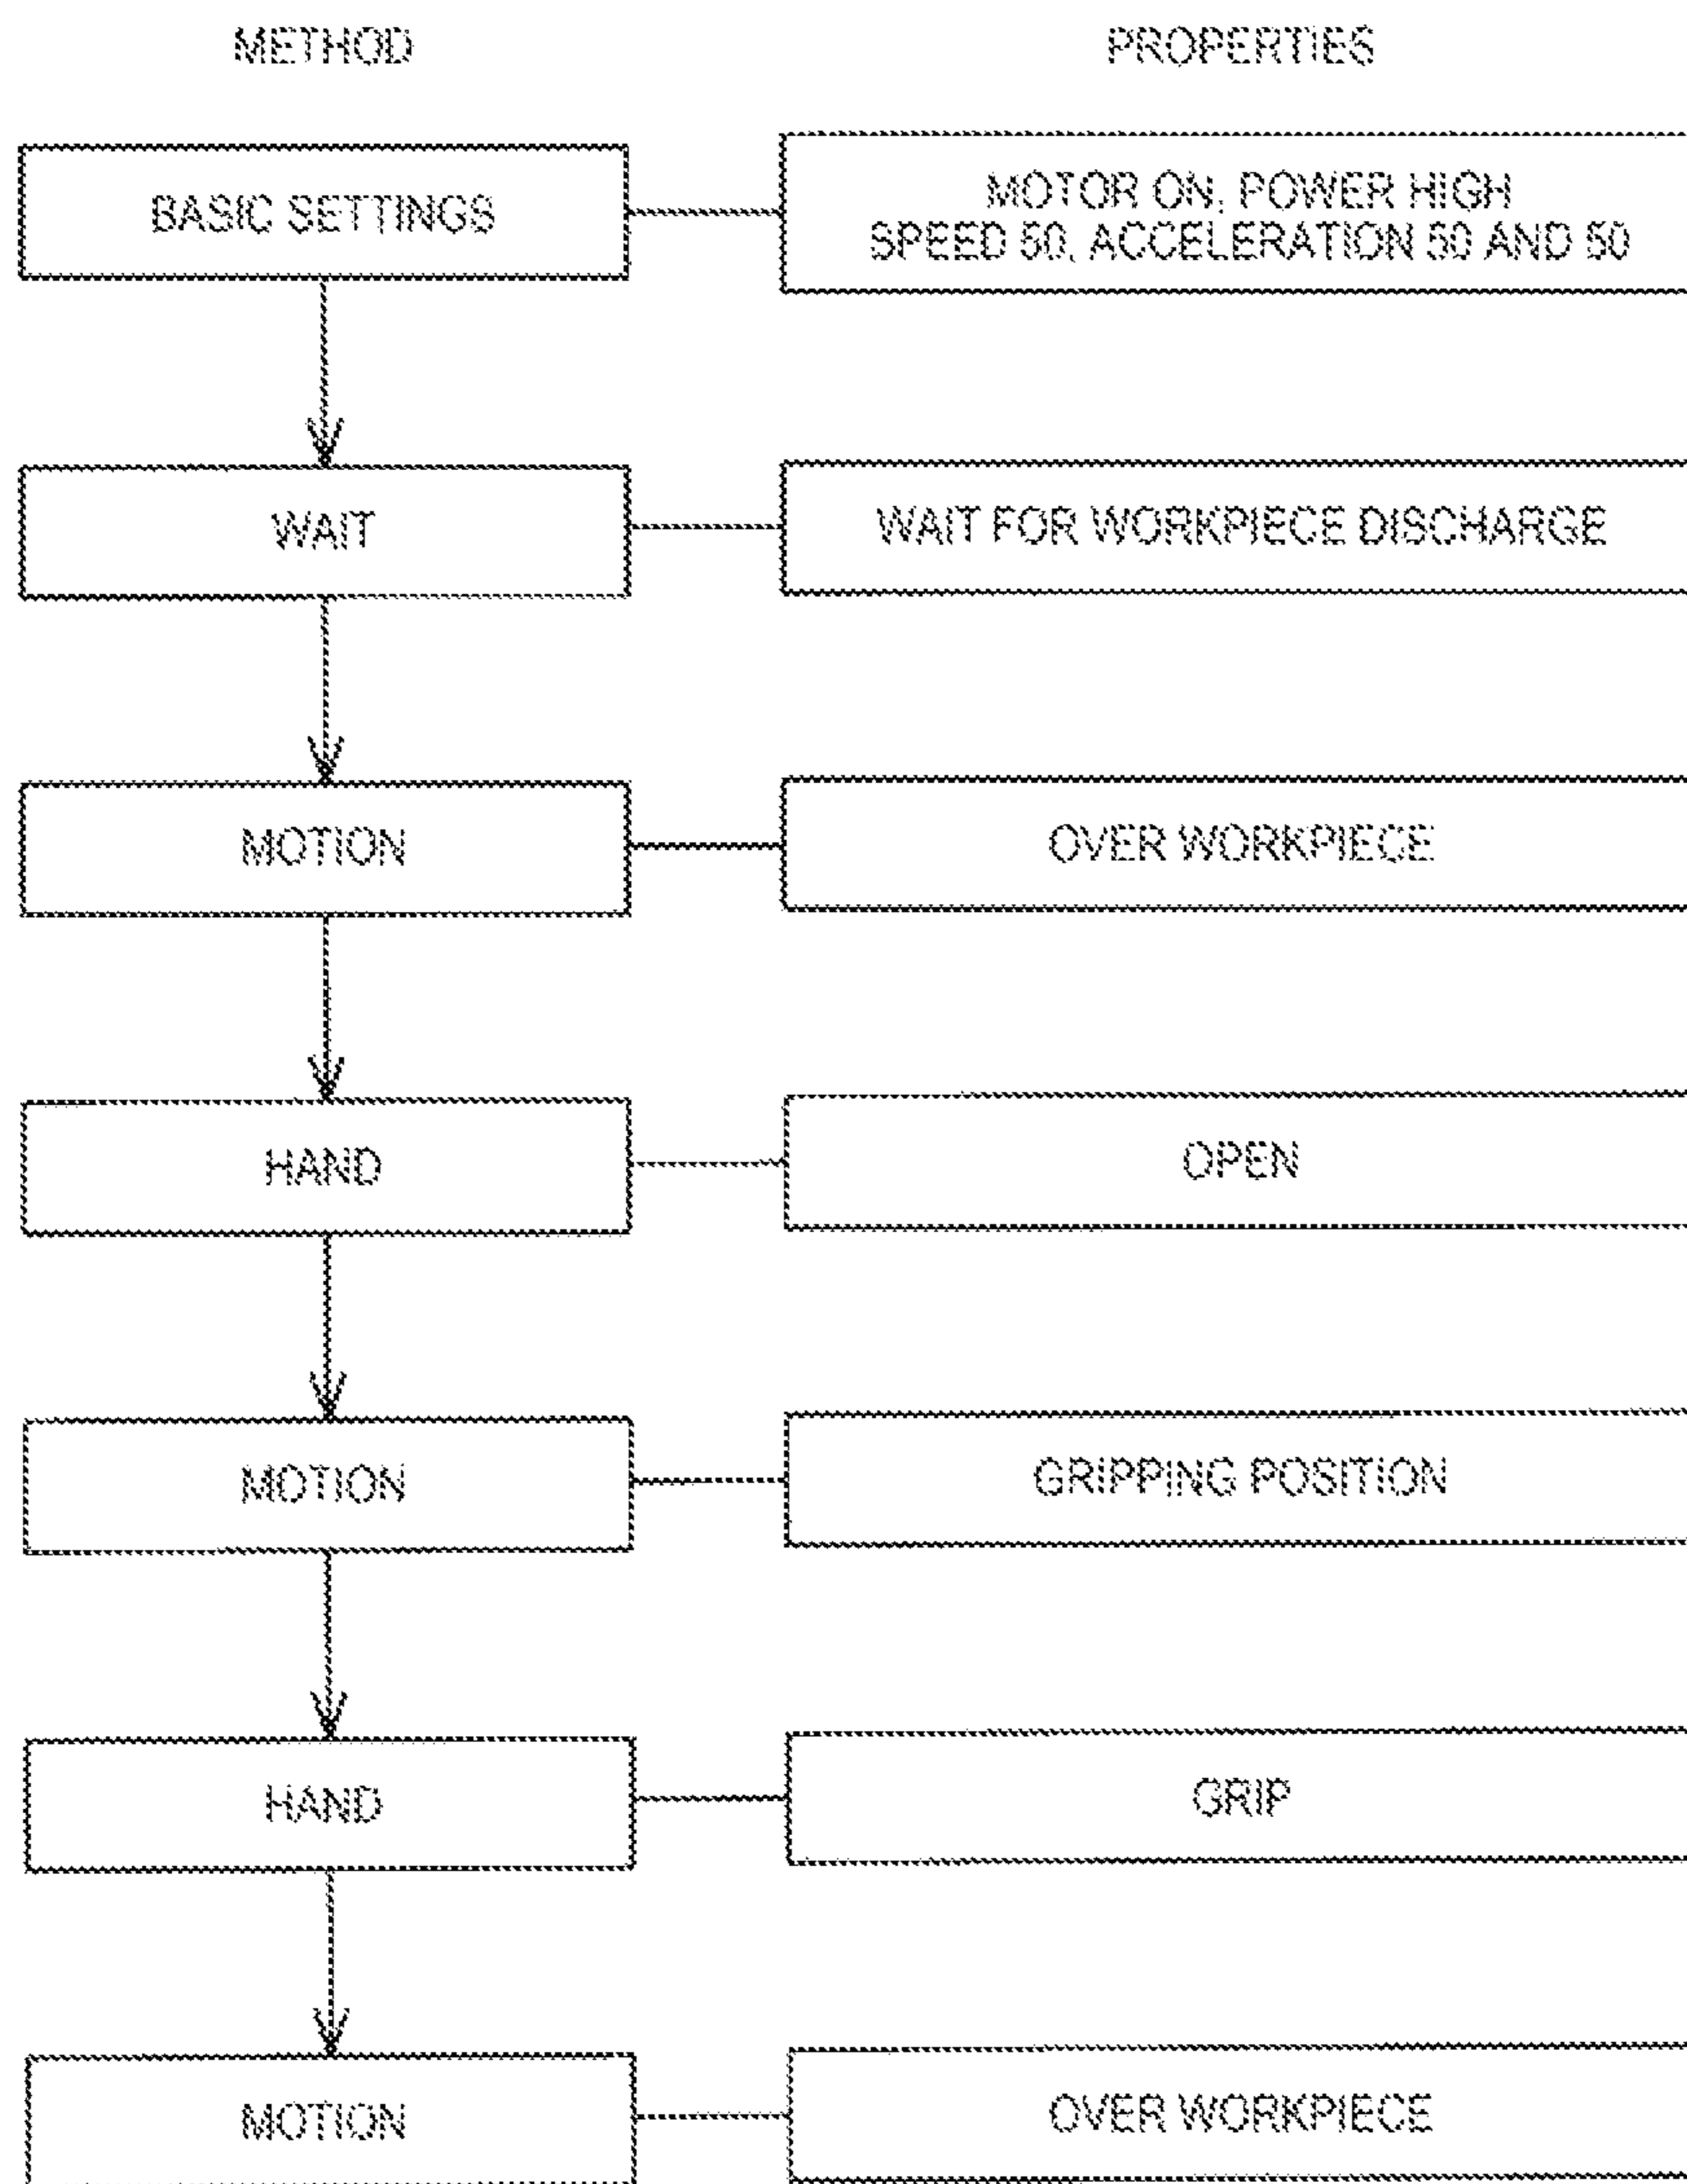 METHOD PROPERTIES
BASIC SETTINGS
MOTOR ON, POWER HIGH
SPEED 50, ACCELERATION 50 AND 50
WAIT
WAIT FOR WORKPIECE DISCHARGE
MOTION
OVER WORKPIECE
HAND
OPEN
MOTION
GRIPPING POSITION
HAND
GRIP
MOTION
OVER WORKPIECE